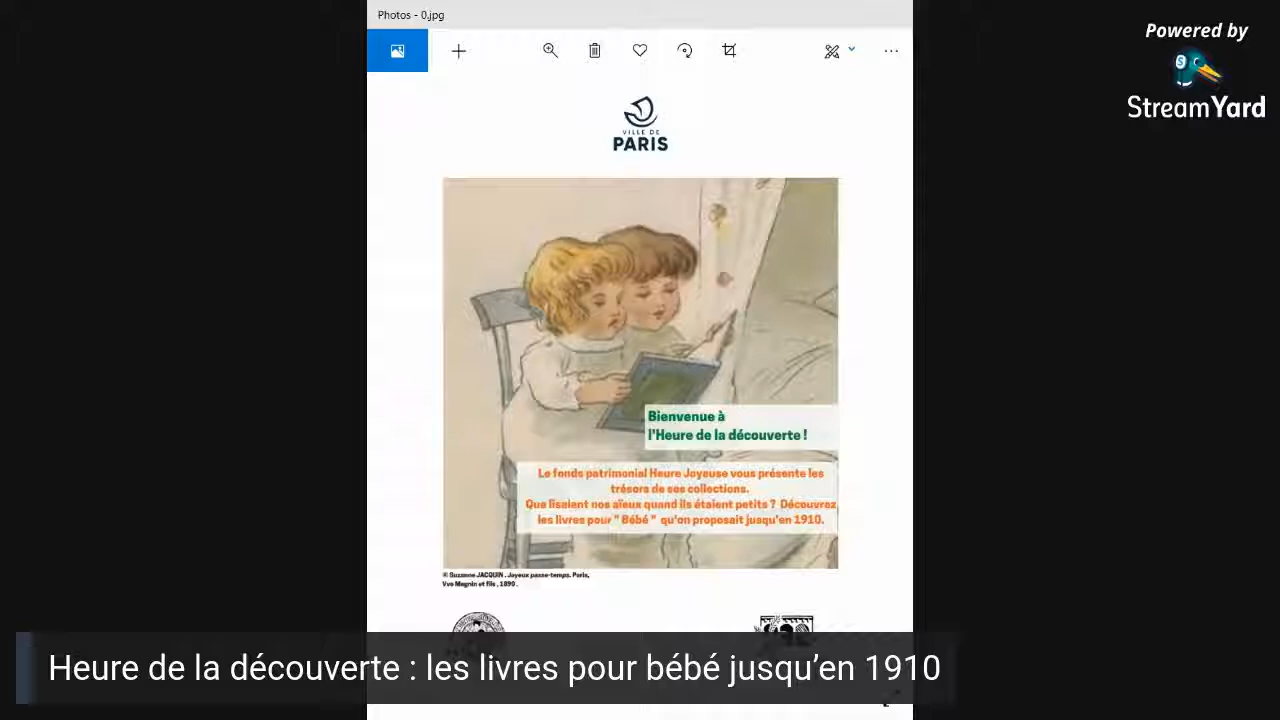 Photos - 0.jpg
Powered by
StreamYard
VILLE DE
PARIS
Bienvenue à
l'Heure de la découverte !
Le fonds patrimonial Heure Joyeuse vous présente les
trésors de ses collections.
Que lisaient nos aïeux quand ils étaient petits ? Découvrez
les livres pour " Bébé " qu'on proposait jusqu'en 1910.
© Suzanne JACQUIN . Joyeux passe-temps. Paris,
Vve Magnin et fils , 1890 .
Heure de la découverte : les livres pour bébé jusqu’en 1910